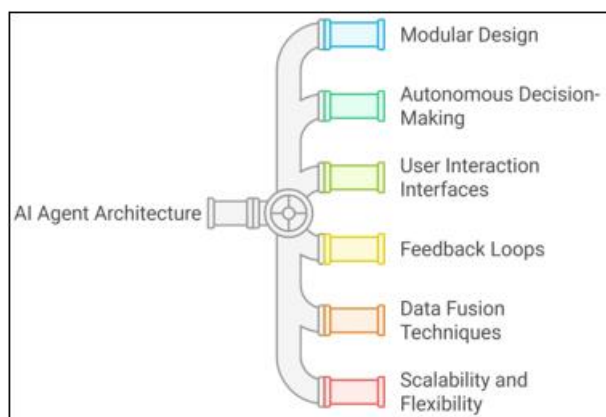 Modular Design
Autonomous Decision-
Making
User Interaction
Interfaces
AI Agent Architecture
Feedback Loops
Data Fusion
Techniques
Scalability and
Flexibility